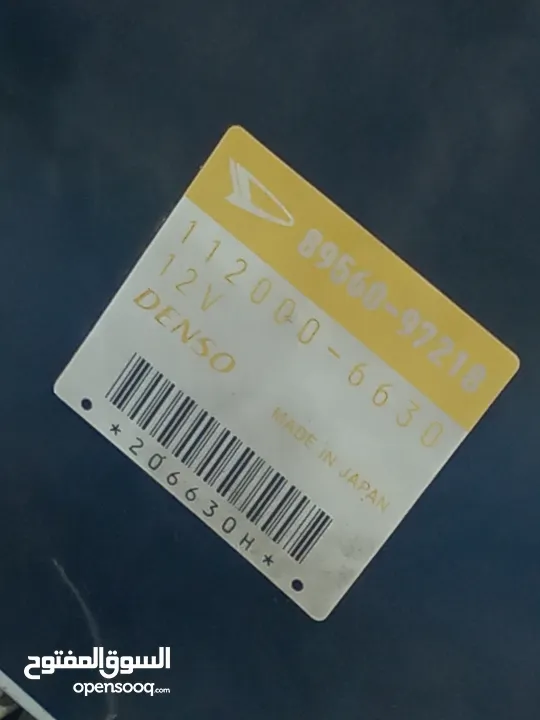 89560-97218
112000-6630
12V
DENSO
MADE IN JAPAN
*206630H*
السوق المفتوح
opensooq.com